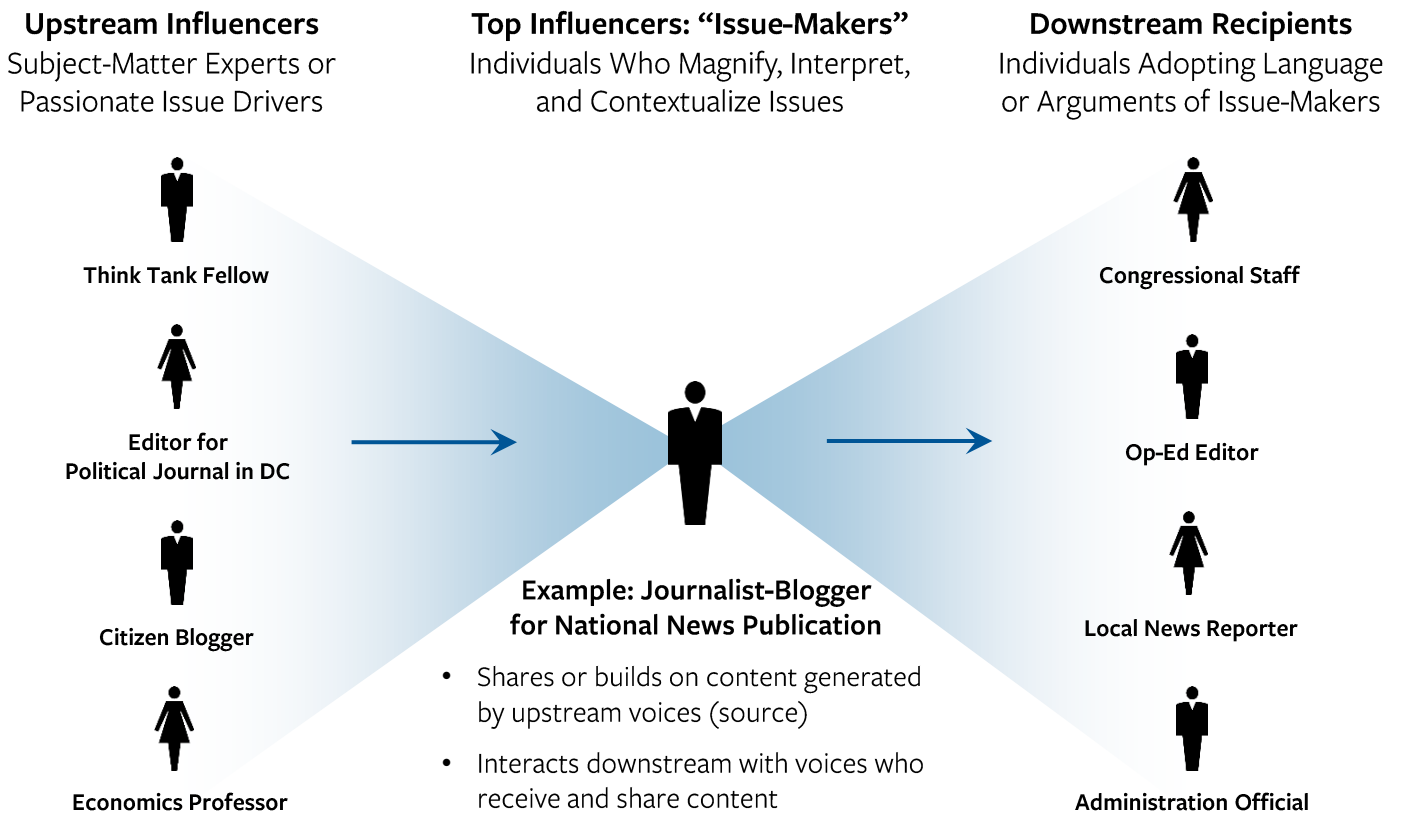 Upstream Influencers
Subject-Matter Experts or
Passionate Issue Drivers
Think Tank Fellow
Editor for
Political Journal in DC
Citizen Blogger
Economics Professor
Top Influencers: “Issue-Makers”
Individuals Who Magnify, Interpret,
and Contextualize Issues
Example: Journalist-Blogger
for National News Publication
• Shares or builds on content generated
by upstream voices (source)
• Interacts downstream with voices who
receive and share content
Downstream Recipients
Individuals Adopting Language
or Arguments of Issue-Makers
Congressional Staff
Op-Ed Editor
Local News Reporter
Administration Official